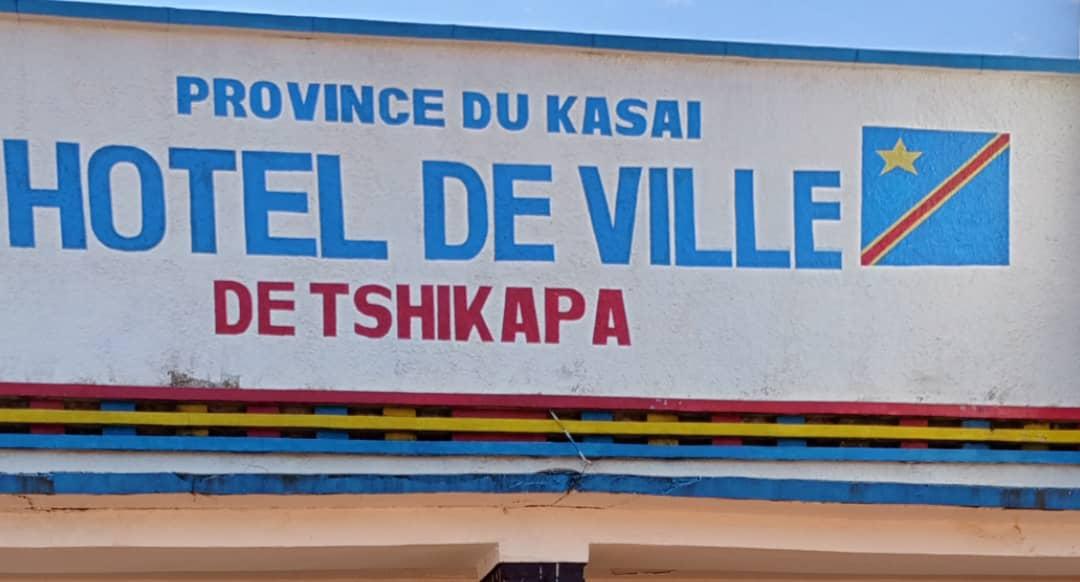 PROVINCE DU KASAI
HOTEL DE VILLE
DE TSHIKAPA